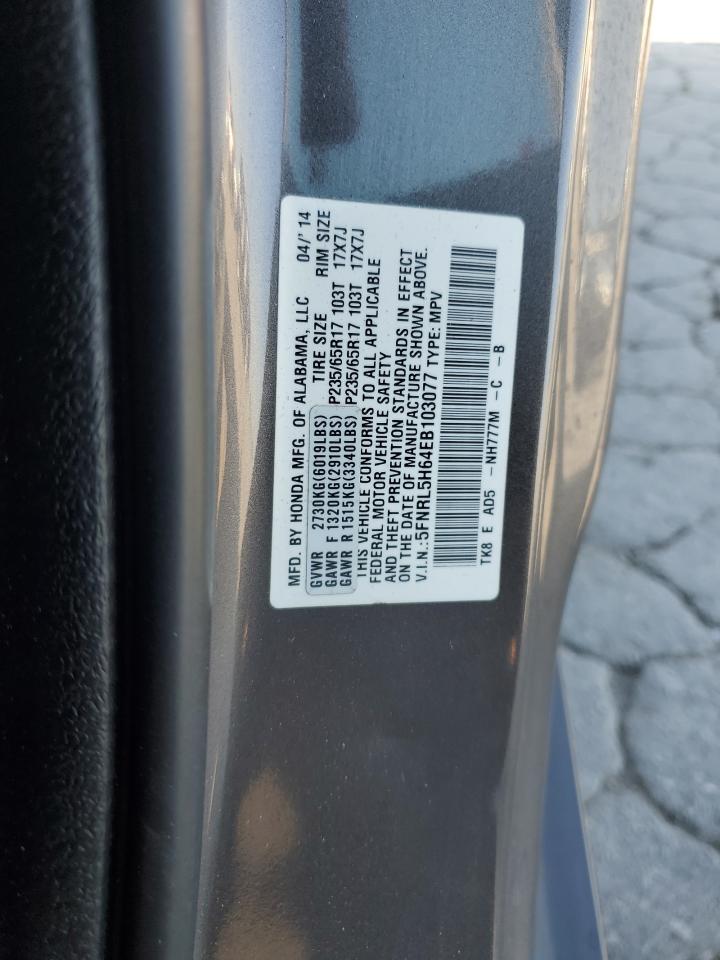 MFD. BY HONDA MFG. OF ALABAMA, LLC 04/' 14
TIRE SIZE RIM SIZE
GVWR 2730KG(6019LBS)
GAWR F 1320KG(2910LBS) P235/65R17 103T 17X7J
GAWR R 1515KG(3340LBS) P235/65R17 103T 17X7J
THIS VEHICLE CONFORMS TO ALL APPLICABLE
FEDERAL MOTOR VEHICLE SAFETY
AND THEFT PREVENTION STANDARDS IN EFFECT
ON THE DATE OF MANUFACTURE SHOWN ABOVE.
V.I.N.:5FNRL5H64EB103077 TYPE: MPV
TK8 E AD5 -NH777M -C -B